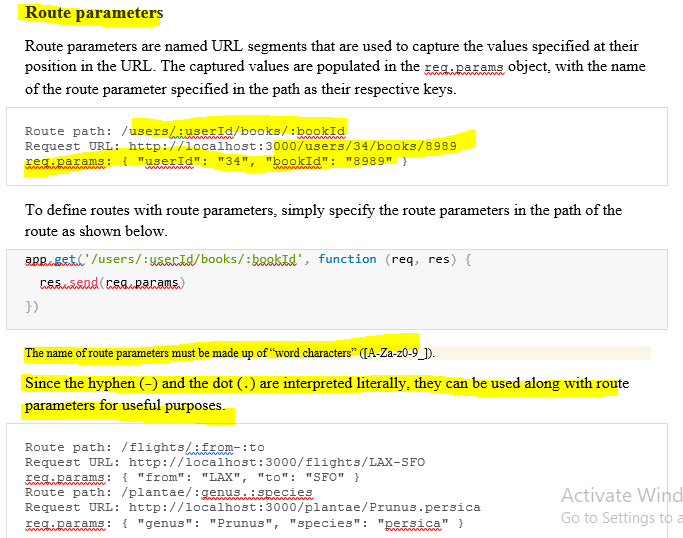 Route parameters
Route parameters are named URL segments that are used to capture the values specified at their
position in the URL. The captured values are populated in the req.params object, with the name
of the route parameter specified in the path as their respective keys.
Route path: /users/:userId/books/:bookId
Request URL: http://localhost:3000/users/34/books/8989
req.params: { "userId": "34", "bookId": "8989" }
To define routes with route parameters, simply specify the route parameters in the path of the
route as shown below.
app.get('/users/:userId/books/:bookId', function (req, res) {
res.send(req.params)
})
The name of route parameters must be made up of “word characters” ([A-Za-z0-9_]).
Since the hyphen (-) and the dot (.) are interpreted literally, they can be used along with route
parameters for useful purposes.
Route path: /flights/:from-:to
Request URL: http://localhost:3000/flights/LAX-SFO
req.params: { "from": "LAX", "to": "SFO" }
Route path: /plantae/:genus.:species
Request URL: http://localhost:3000/plantae/Prunus.persica
req.params: { "genus": "Prunus", "species": "persica" }
Activate Wind
Go to Settings to a